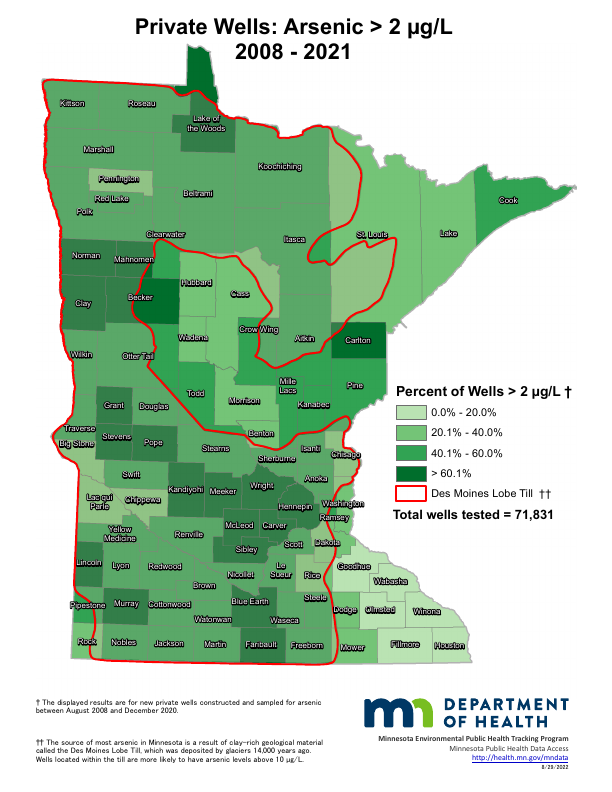 Private Wells: Arsenic > 2 µg/L
2008 - 2021
Kittson
Roseau
Lake of
the Woods
Marshall
Koochiching
Pennington
Beltrami
Red Lake
Polk
Cook
Clearwater
Itasca
St. Louis
Lake
Norman
Mahnomen
Hubbard
Cass
Clay
Becker
Crow Wing
Wadena
Aitkin
Carlton
Wilkin
Otter Tail
Todd
Mille
Lacs
Pine
Grant
Douglas
Morrison
Kanabec
Traverse
Big Stone
Stevens
Pope
Benton
Stearns
Isanti
Chisago
Sherburne
Swift
Anoka
Kandiyohi
Meeker
Wright
Lac qui
Parle
Chippewa
Washington
Hennepin
Ramsey
Yellow
Medicine
Renville
McLeod
Carver
Scott
Dakota
Sibley
Lincoln
Lyon
Redwood
Nicollet
Le
Sueur
Rice
Goodhue
Wabasha
Brown
Pipestone
Murray
Cottonwood
Watonwan
Blue Earth
Waseca
Steele
Dodge
Olmsted
Winona
Rock
Nobles
Jackson
Martin
Faribault
Freeborn
Mower
Fillmore
Houston
Percent of Wells > 2 µg/L †
0.0% - 20.0%
20.1% - 40.0%
40.1% - 60.0%
> 60.1%
Des Moines Lobe Till ††
Total wells tested = 71,831
† The displayed results are for new private wells constructed and sampled for arsenic
between August 2008 and December 2020.
†† The source of most arsenic in Minnesota is a result of clay-rich geological material
called the Des Moines Lobe Till, which was deposited by glaciers 14,000 years ago.
Wells located within the till are more likely to have arsenic levels above 10 µg/L.
mn DEPARTMENT
OF HEALTH
Minnesota Environmental Public Health Tracking Program
Minnesota Public Health Data Access
http://health.mn.gov/mndata
8/29/2022